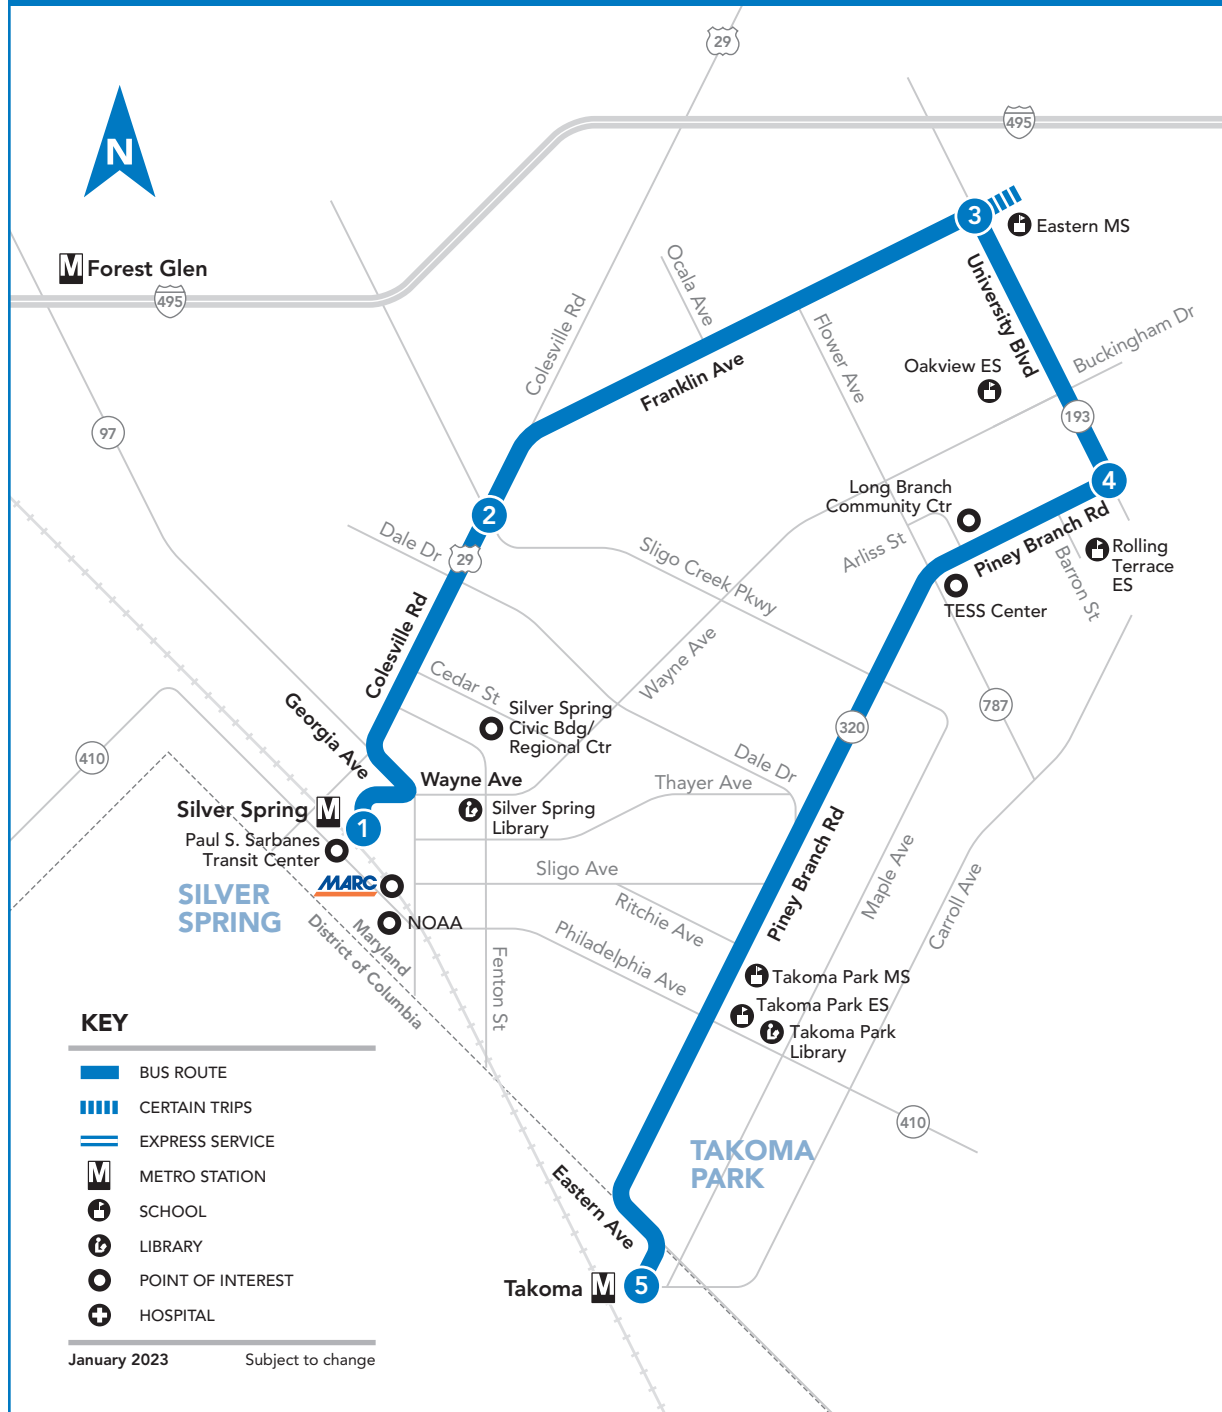 29
495
N
3
Eastern MS
Forest Glen
495
Ocala Ave
University Blvd
Colesville Rd
Flower Ave
Buckingham Dr
Franklin Ave
Oakview ES
193
97
4
Long Branch
Community Ctr
2
Dale Dr
29
Sligo Creek Pkwy
Arliss St
Piney Branch Rd
Barron St
Rolling
Terrace
ES
TESS Center
Colesville Rd
Wayne Ave
Cedar St
Silver Spring
Civic Bdg/
Regional Ctr
787
320
Georgia Ave
410
Dale Dr
Wayne Ave
Thayer Ave
Silver Spring
M
1
Silver Spring
Library
Paul S. Sarbanes
Transit Center
Piney Branch Rd
Maple Ave
Sligo Ave
MARC
SILVER
SPRING
Ritchie Ave
Carroll Ave
NOAA
Philadelphia Ave
Maryland
District of Columbia
Fenton St
Takoma Park MS
Takoma Park ES
Takoma Park
Library
410
TAKOMA
PARK
Eastern Ave
Takoma
M
5
KEY
BUS ROUTE
CERTAIN TRIPS
EXPRESS SERVICE
M
METRO STATION
SCHOOL
LIBRARY
POINT OF INTEREST
HOSPITAL
January 2023
Subject to change
M